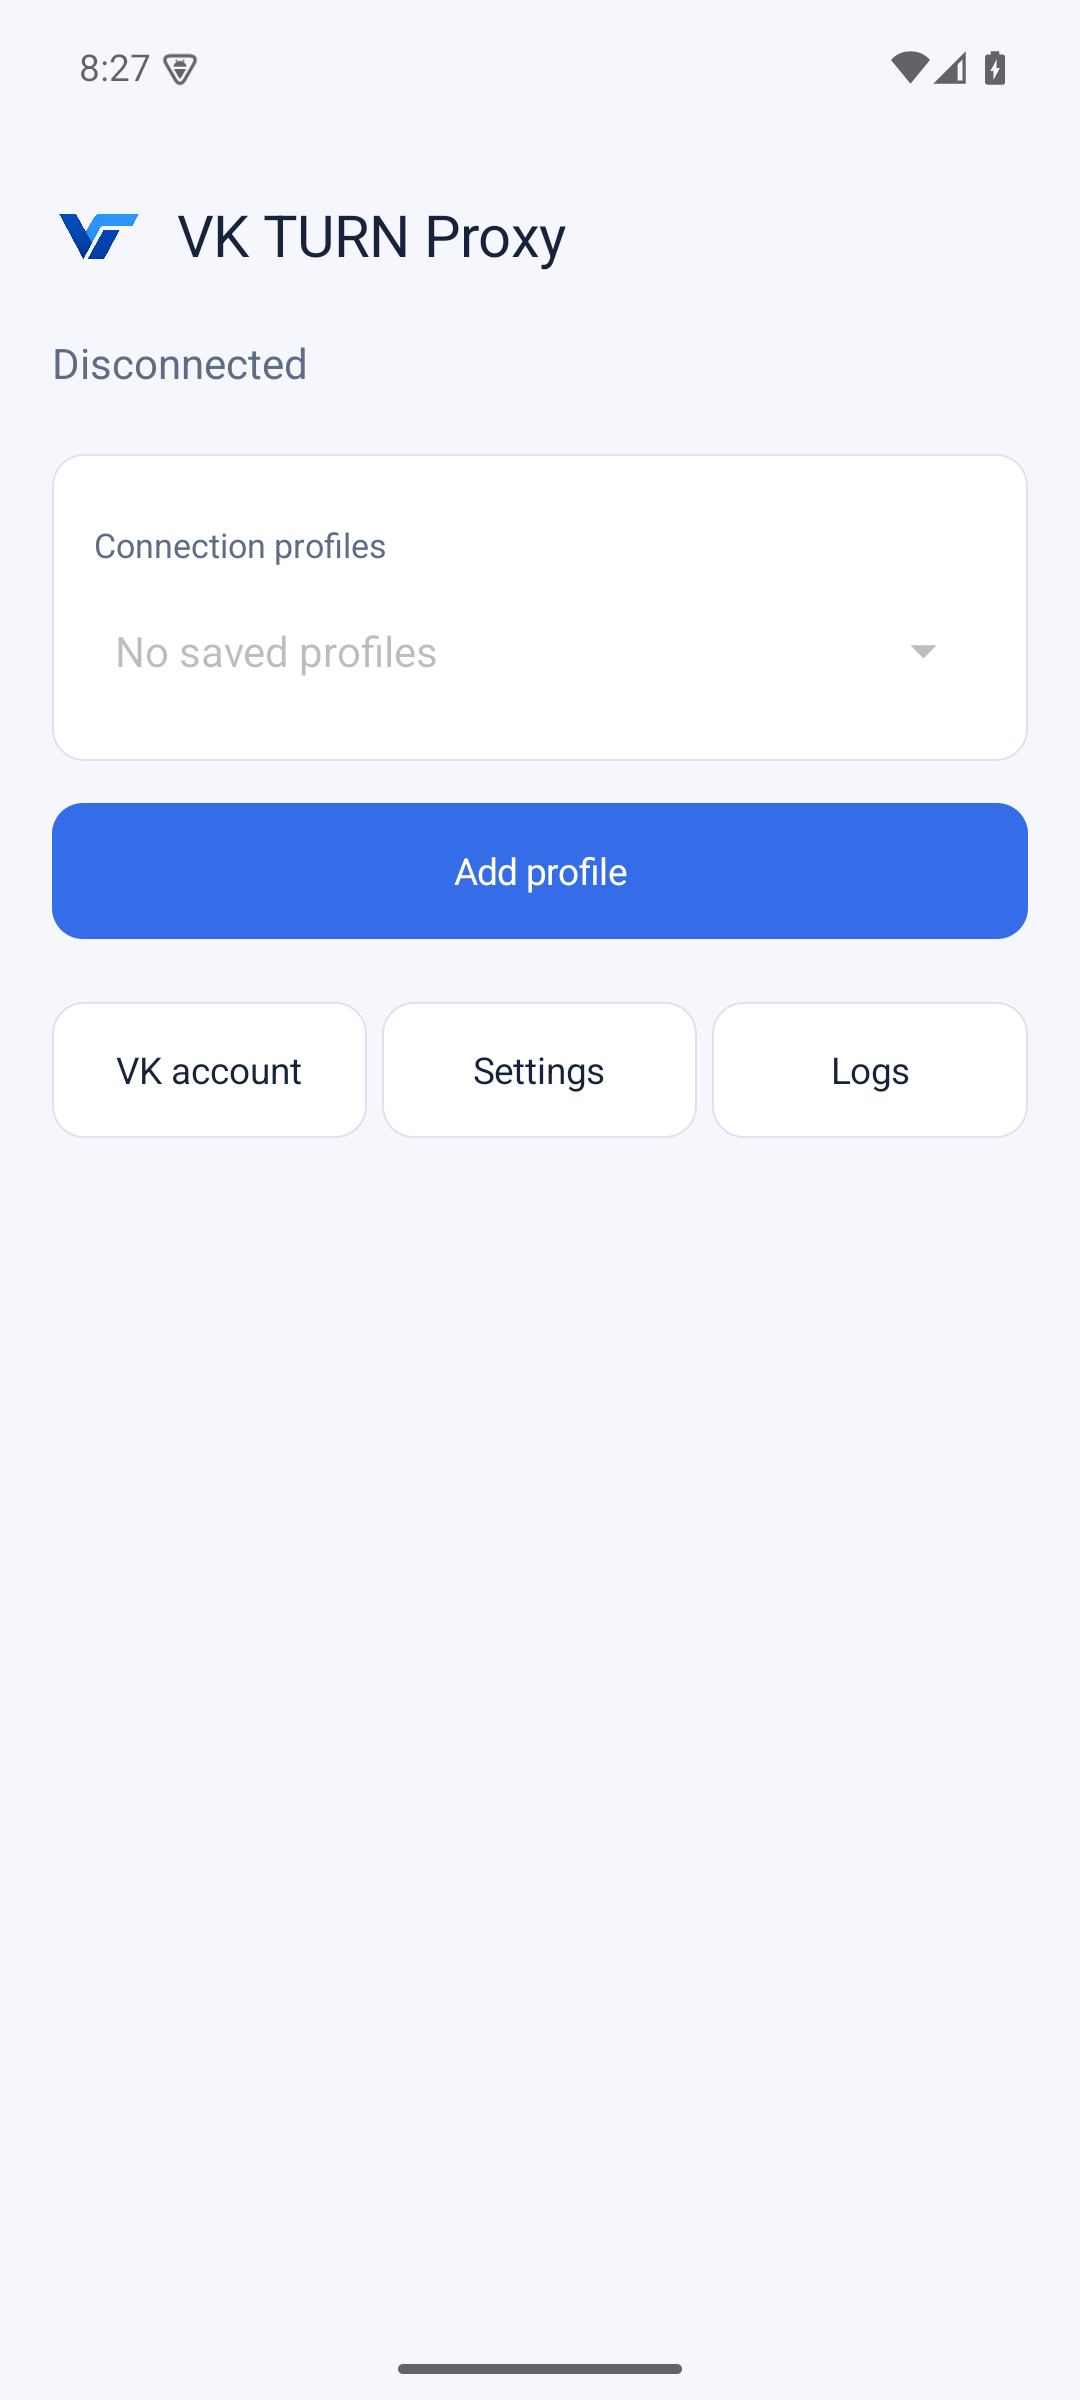 8:27
VK TURN Proxy
Disconnected
Connection profiles
No saved profiles
Add profile
VK account
Settings
Logs